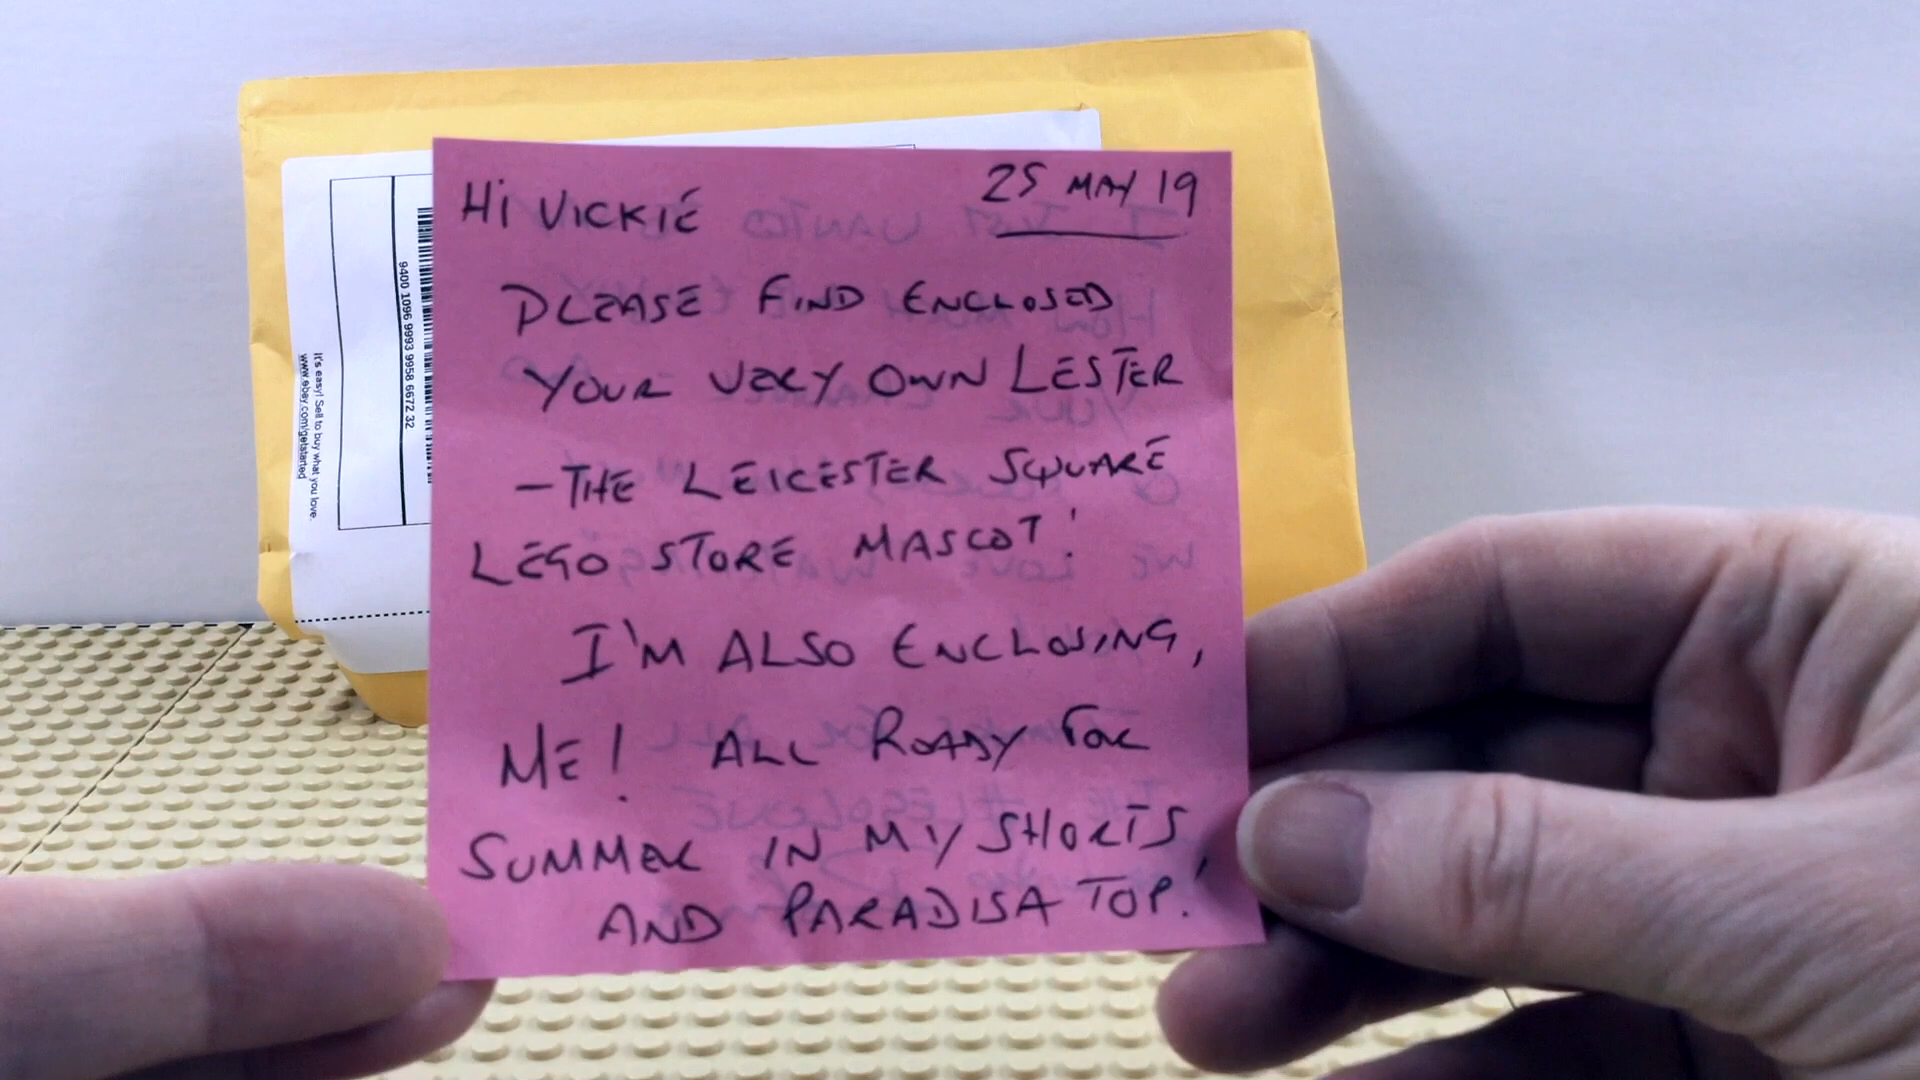 Hi VICKIE
25 MAY 19
PLEASE FIND ENCLOSED
YOUR VERY OWN LESTER
- THE LEICESTER SQUARE
LEGO STORE MASCOT!
I'M ALSO ENCLOSING,
ME! ALL READY FOR
SUMMER IN MY SHORTS,
AND PARADISA TOP!
9400 1096 9993 9958 6672 32
It's easy! Sell to buy what you love.
www.ebay.com/getstarted